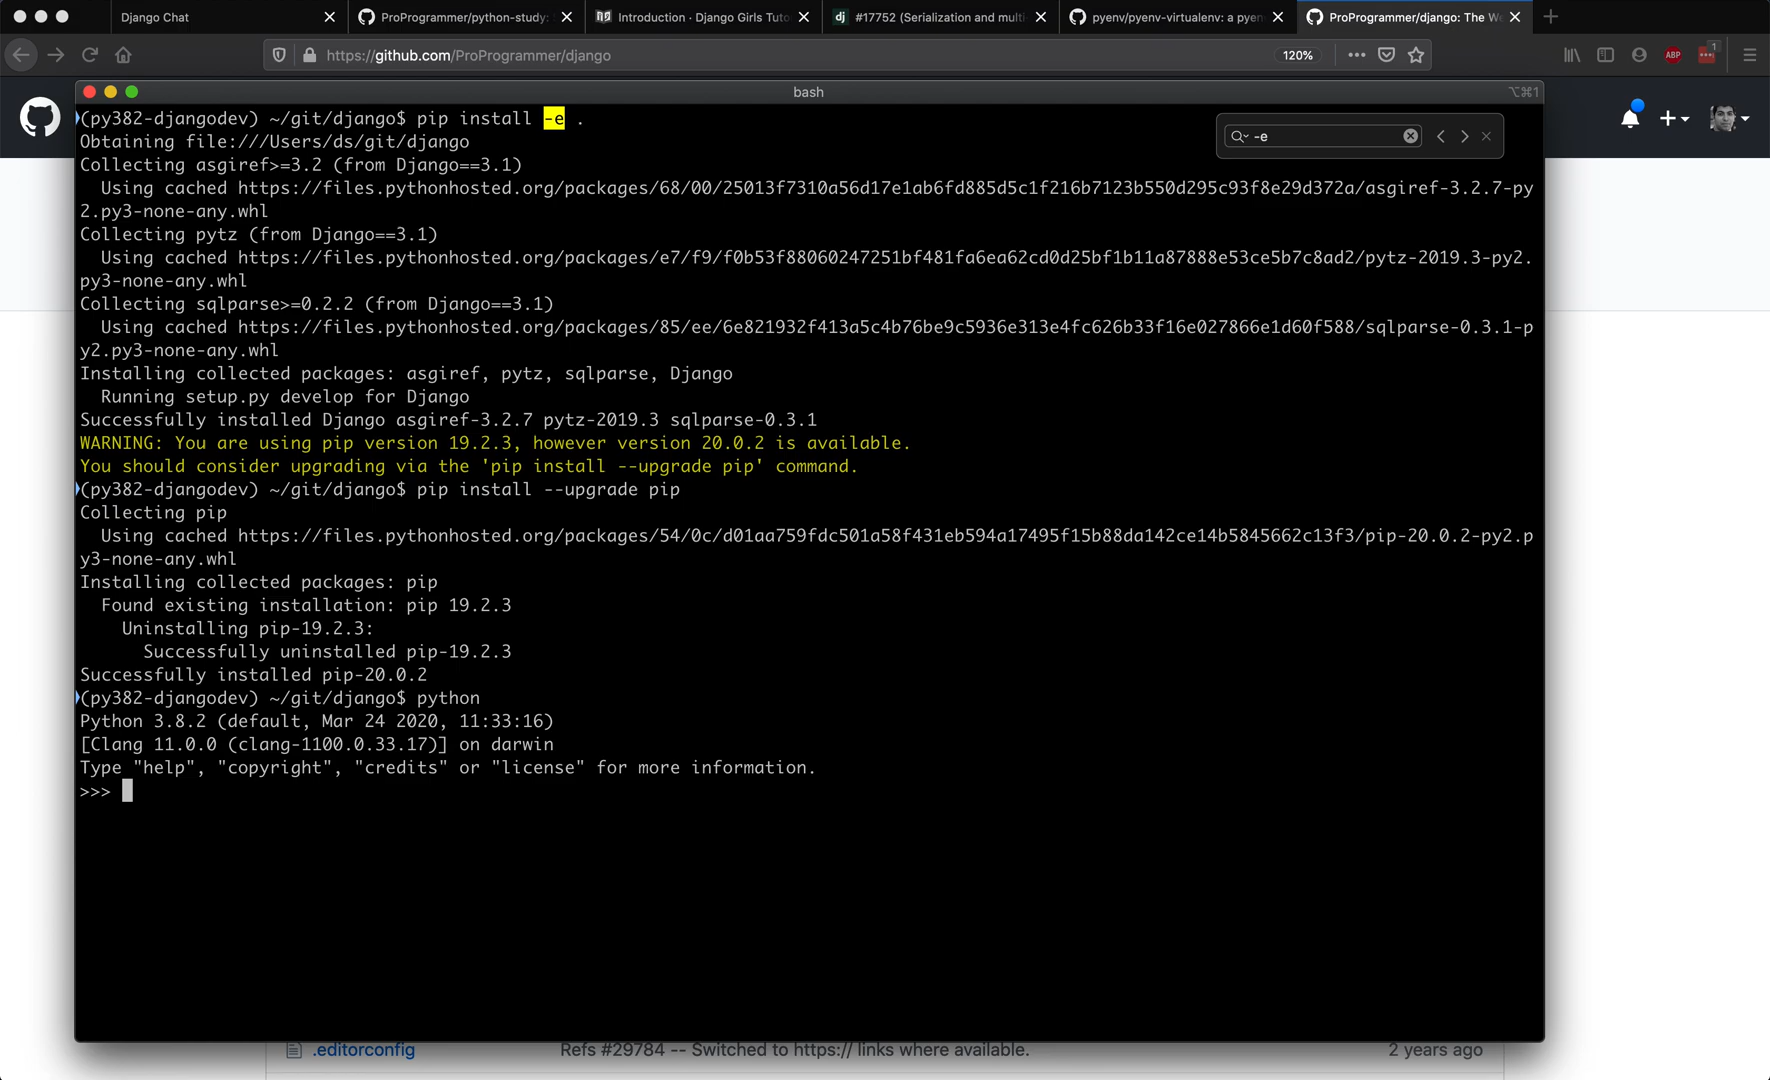 Django Chat
ProProgrammer/python-study:
Introduction · Django Girls Tuto
dj #17752 (Serialization and multi-
pyenv/pyenv-virtualenv: a pyen
ProProgrammer/django: The We
https://github.com/ProProgrammer/django
120%
ABP
1
bash
⌥⌘1
-e
(py382-djangodev) ~/git/django$ pip install -e .
Obtaining file:///Users/ds/git/django
Collecting asgiref>=3.2 (from Django==3.1)
Using cached https://files.pythonhosted.org/packages/68/00/25013f7310a56d17e1ab6fd885d5c1f216b7123b550d295c93f8e29d372a/asgiref-3.2.7-py
2.py3-none-any.whl
Collecting pytz (from Django==3.1)
Using cached https://files.pythonhosted.org/packages/e7/f9/f0b53f88060247251bf481fa6ea62cd0d25bf1b11a87888e53ce5b7c8ad2/pytz-2019.3-py2.
py3-none-any.whl
Collecting sqlparse>=0.2.2 (from Django==3.1)
Using cached https://files.pythonhosted.org/packages/85/ee/6e821932f413a5c4b76be9c5936e313e4fc626b33f16e027866e1d60f588/sqlparse-0.3.1-p
y2.py3-none-any.whl
Installing collected packages: asgiref, pytz, sqlparse, Django
Running setup.py develop for Django
Successfully installed Django asgiref-3.2.7 pytz-2019.3 sqlparse-0.3.1
WARNING: You are using pip version 19.2.3, however version 20.0.2 is available.
You should consider upgrading via the 'pip install --upgrade pip' command.
(py382-djangodev) ~/git/django$ pip install --upgrade pip
Collecting pip
Using cached https://files.pythonhosted.org/packages/54/0c/d01aa759fdc501a58f431eb594a17495f15b88da142ce14b5845662c13f3/pip-20.0.2-py2.p
y3-none-any.whl
Installing collected packages: pip
Found existing installation: pip 19.2.3
Uninstalling pip-19.2.3:
Successfully uninstalled pip-19.2.3
Successfully installed pip-20.0.2
(py382-djangodev) ~/git/django$ python
Python 3.8.2 (default, Mar 24 2020, 11:33:16)
[Clang 11.0.0 (clang-1100.0.33.17)] on darwin
Type "help", "copyright", "credits" or "license" for more information.
>>>
.editorconfig Refs #29784 -- Switched to https:// links where available. 2 years ago